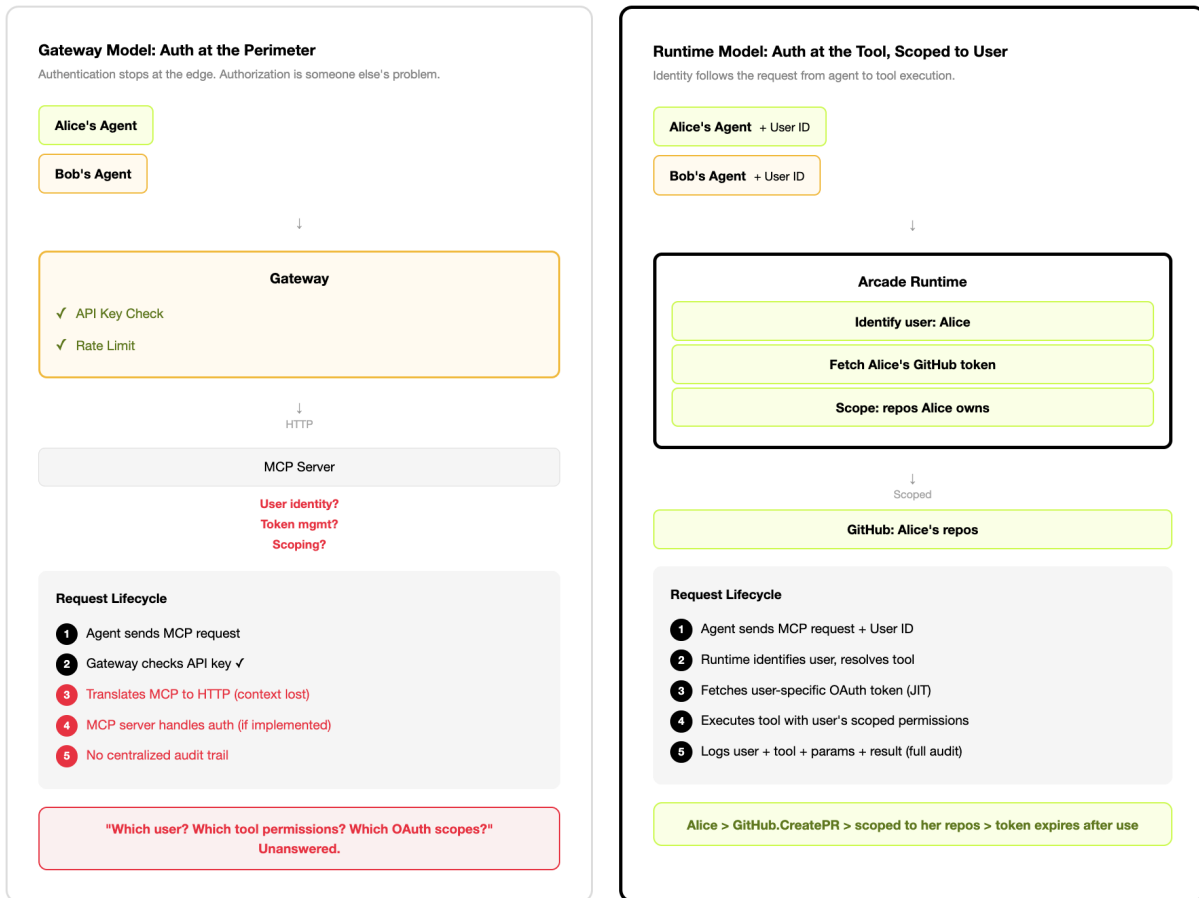 Gateway Model: Auth at the Perimeter
Authentication stops at the edge. Authorization is someone else's problem.
Alice's Agent
Bob's Agent
↓
Gateway
✓ API Key Check
✓ Rate Limit
↓
HTTP
MCP Server
User identity?
Token mgmt?
Scoping?
Request Lifecycle
1 Agent sends MCP request
2 Gateway checks API key ✓
3 Translates MCP to HTTP (context lost)
4 MCP server handles auth (if implemented)
5 No centralized audit trail
"Which user? Which tool permissions? Which OAuth scopes?"
Unanswered.
Runtime Model: Auth at the Tool, Scoped to User
Identity follows the request from agent to tool execution.
Alice's Agent + User ID
Bob's Agent + User ID
↓
Arcade Runtime
Identify user: Alice
Fetch Alice's GitHub token
Scope: repos Alice owns
↓
Scoped
GitHub: Alice's repos
Request Lifecycle
1 Agent sends MCP request + User ID
2 Runtime identifies user, resolves tool
3 Fetches user-specific OAuth token (JIT)
4 Executes tool with user's scoped permissions
5 Logs user + tool + params + result (full audit)
Alice > GitHub.CreatePR > scoped to her repos > token expires after use